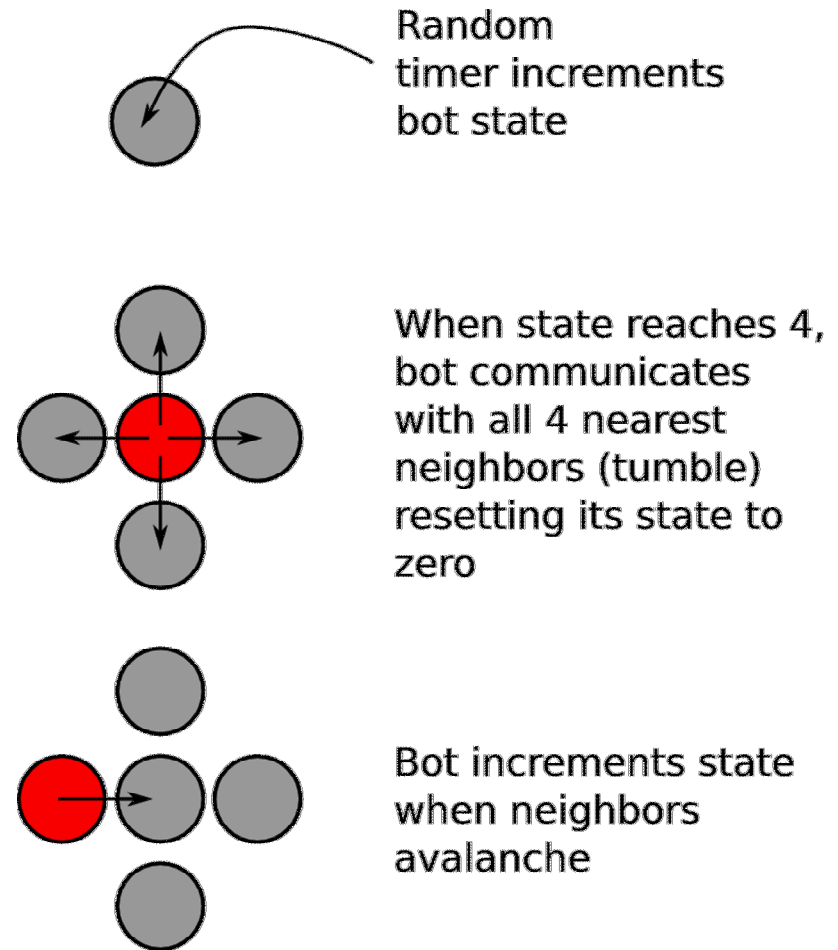 Random
timer increments
bot state
When state reaches 4,
bot communicates
with all 4 nearest
neighbors (tumble)
resetting its state to
zero
Bot increments state
when neighbors
avalanche